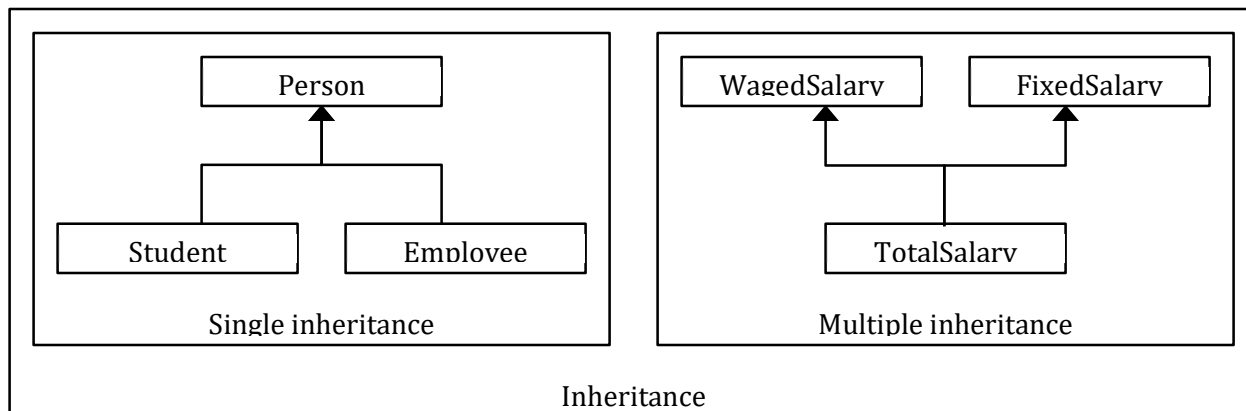 Person
WagedSalary
FixedSalary
Student
Employee
TotalSalary
Single inheritance
Multiple inheritance
Inheritance